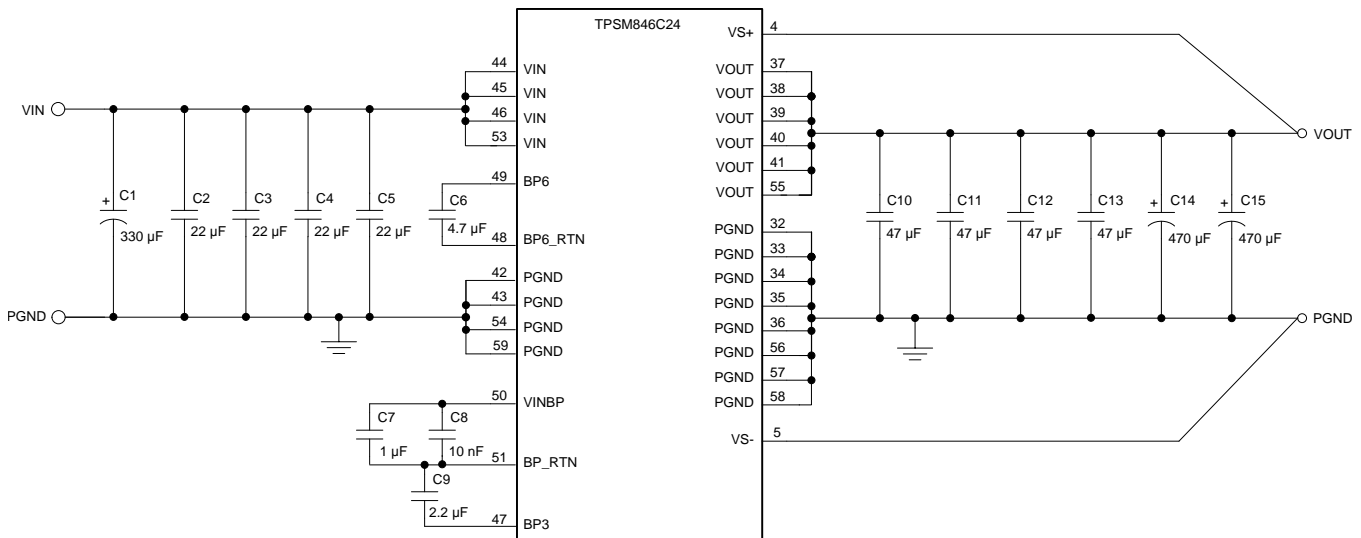 TPSM846C24
VIN
PGND
+ C1
330 µF
C2
22 µF
C3
22 µF
C4
22 µF
C5
22 µF
44 VIN
45 VIN
46 VIN
53 VIN
49 BP6
C6
4.7 µF
48 BP6_RTN
42 PGND
43 PGND
54 PGND
59 PGND
50 VINBP
C7
1 µF
C8
10 nF
51 BP_RTN
C9
2.2 µF
47 BP3
VS+ 4
VOUT 37
VOUT 38
VOUT 39
VOUT 40
VOUT 41
VOUT 55
PGND 32
PGND 33
PGND 34
PGND 35
PGND 36
PGND 56
PGND 57
PGND 58
VS- 5
C10
47 µF
C11
47 µF
C12
47 µF
C13
47 µF
+ C14
470 µF
+ C15
470 µF
VOUT
PGND